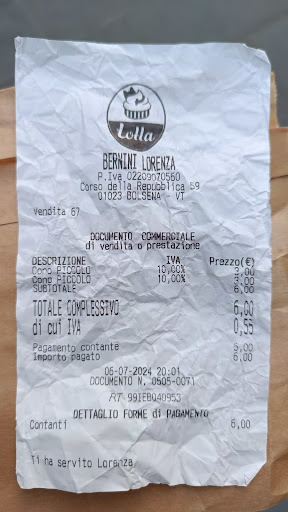 Lolla
BERNINI LORENZA
P.Iva 02209070560
Corso della Repubblica 59
01023 BOLSENA - VT
Vendita 67
DOCUMENTO COMMERCIALE
di vendita o prestazione
DESCRIZIONE IVA Prezzo(€)
Cono PICCOLO 10,00% 3,00
Cono PICCOLO 10,00% 3,00
SUBTOTALE 6,00
TOTALE COMPLESSIVO 6,00
di cui IVA 0,55
Pagamento contante 6,00
Importo pagato 6,00
06-07-2024 20:01
DOCUMENTO N. 0505-0071
RT 99IEB040953
DETTAGLIO FORME di PAGAMENTO
Contanti 6,00
Ti ha servito Lorenza